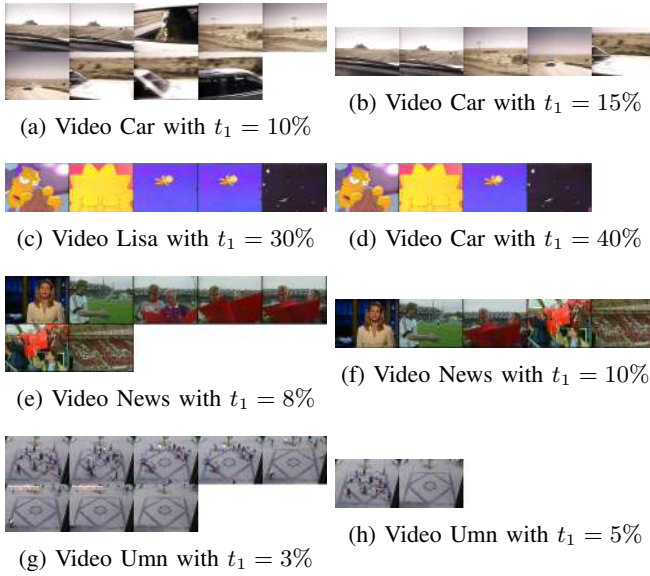 (a) Video Car with $t_1 = 10\%$
(b) Video Car with $t_1 = 15\%$
(c) Video Lisa with $t_1 = 30\%$
(d) Video Car with $t_1 = 40\%$
(e) Video News with $t_1 = 8\%$
(f) Video News with $t_1 = 10\%$
(g) Video Umn with $t_1 = 3\%$
(h) Video Umn with $t_1 = 5\%$